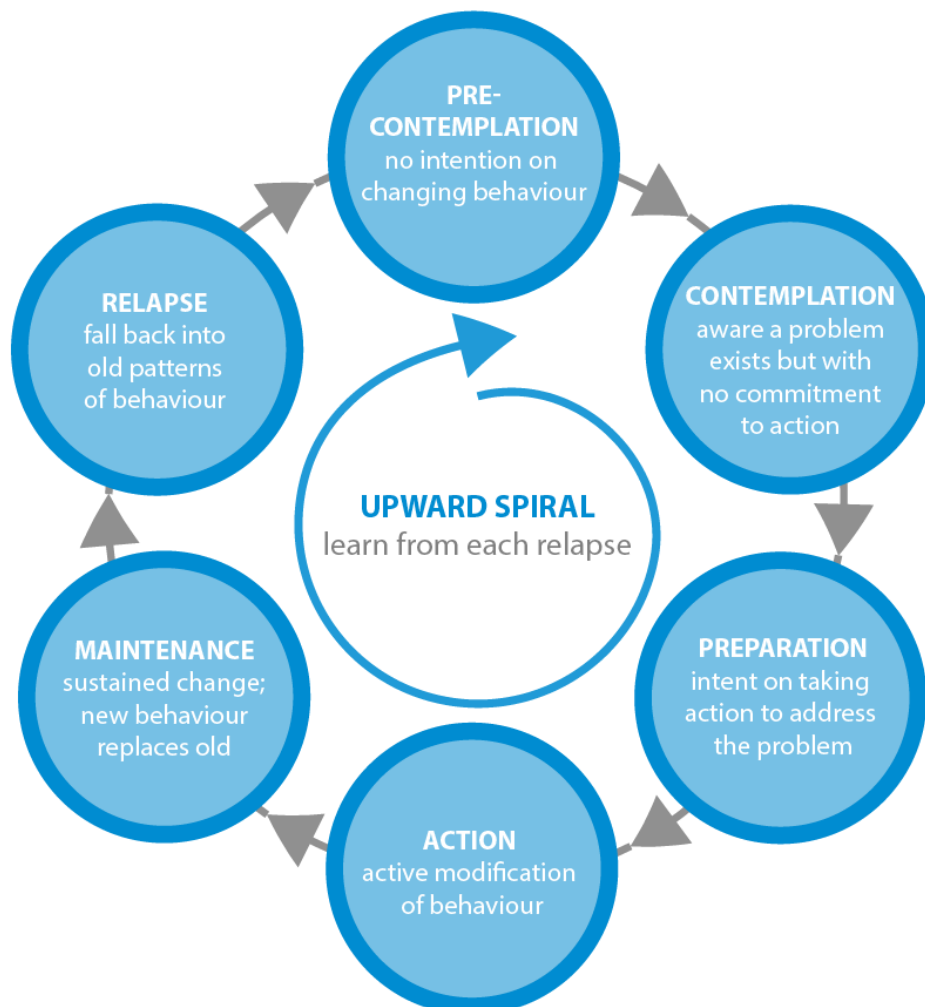 PRE-
CONTEMPLATION
no intention on
changing behaviour
CONTEMPLATION
aware a problem
exists but with
no commitment
to action
PREPARATION
intent on taking
action to address
the problem
ACTION
active modification
of behaviour
MAINTENANCE
sustained change;
new behaviour
replaces old
RELAPSE
fall back into
old patterns
of behaviour
UPWARD SPIRAL
learn from each relapse